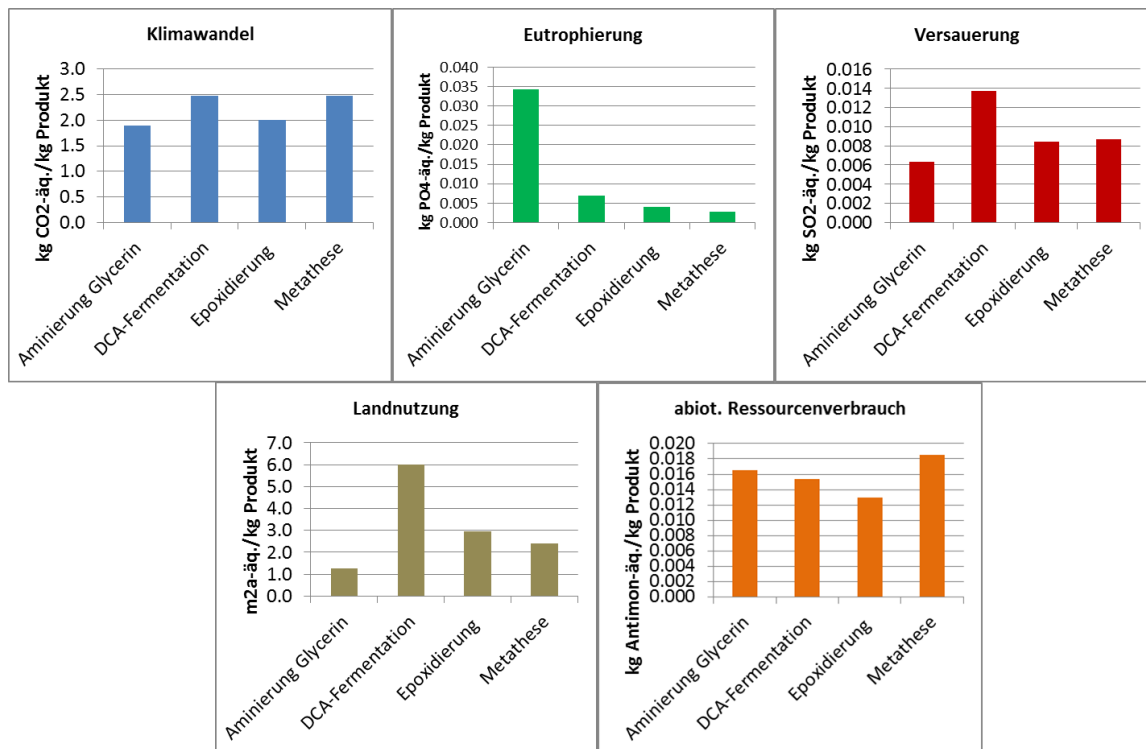 Klimawandel
kg CO2-äq./kg Produkt
3.0
2.5
2.0
1.5
1.0
0.5
0.0
Aminierung Glycerin
DCA-Fermentation
Epoxidierung
Metathese
Eutrophierung
kg PO4-äq./kg Produkt
0.040
0.035
0.030
0.025
0.020
0.015
0.010
0.005
0.000
Aminierung Glycerin
DCA-Fermentation
Epoxidierung
Metathese
Versauerung
kg SO2-äq./kg Produkt
0.016
0.014
0.012
0.010
0.008
0.006
0.004
0.002
0.000
Aminierung Glycerin
DCA-Fermentation
Epoxidierung
Metathese
Landnutzung
m2a-äq./kg Produkt
7.0
6.0
5.0
4.0
3.0
2.0
1.0
0.0
Aminierung Glycerin
DCA-Fermentation
Epoxidierung
Metathese
abiot. Ressourcenverbrauch
kg Antimon-äq./kg Produkt
0.020
0.018
0.016
0.014
0.012
0.010
0.008
0.006
0.004
0.002
0.000
Aminierung Glycerin
DCA-Fermentation
Epoxidierung
Metathese